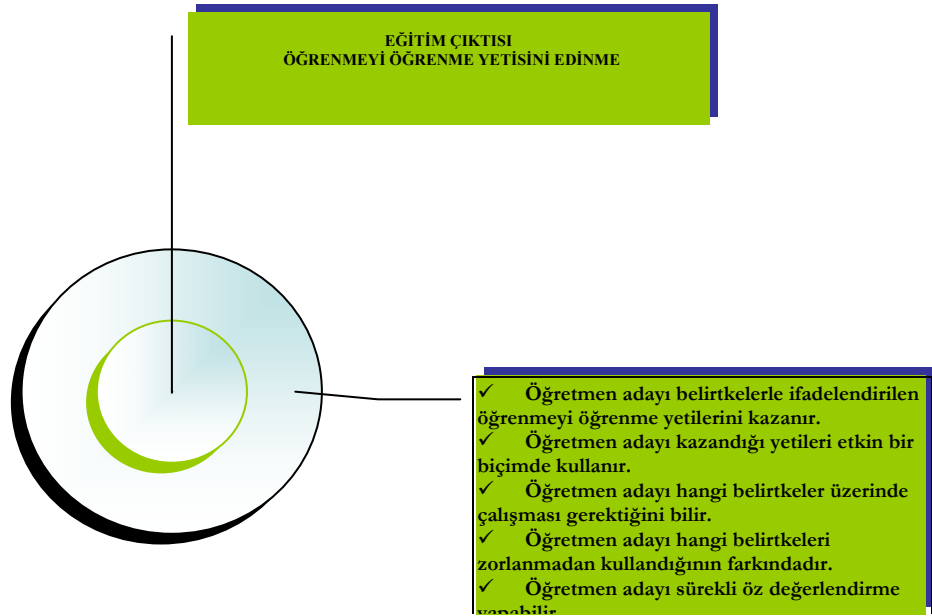 EĞİTİM ÇIKTISI
ÖĞRENMEYİ ÖĞRENME YETİSİNİ EDİNME
✓ Öğretmen adayı belirtkelerle ifadelendirilen
öğrenmeyi öğrenme yetilerini kazanır.
✓ Öğretmen adayı kazandığı yetileri etkin bir
biçimde kullanır.
✓ Öğretmen adayı hangi belirtkeler üzerinde
çalışması gerektiğini bilir.
✓ Öğretmen adayı hangi belirtkeleri
zorlanmadan kullandığının farkındadır.
✓ Öğretmen adayı sürekli öz değerlendirme
yapabilir.